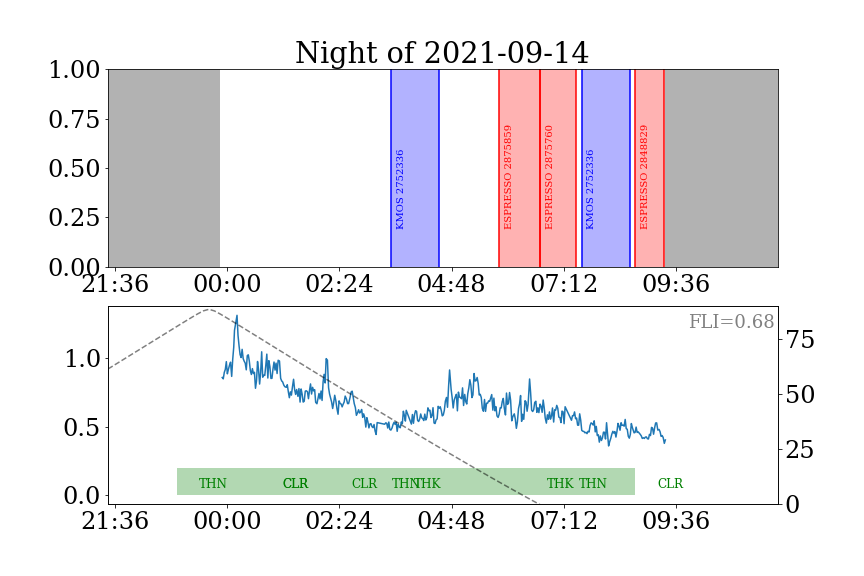 Night of 2021-09-14
1.00
0.75
0.50
0.25
0.00
KMOS 2752336
ESPRESSO 2875859
ESPRESSO 2875760
KMOS 2752336
ESPRESSO 2848829
21:36 00:00 02:24 04:48 07:12 09:36
FLI=0.68
1.0
0.5
0.0
75
50
25
0
THN CLR CLR THN THK THK THN CLR
21:36 00:00 02:24 04:48 07:12 09:36